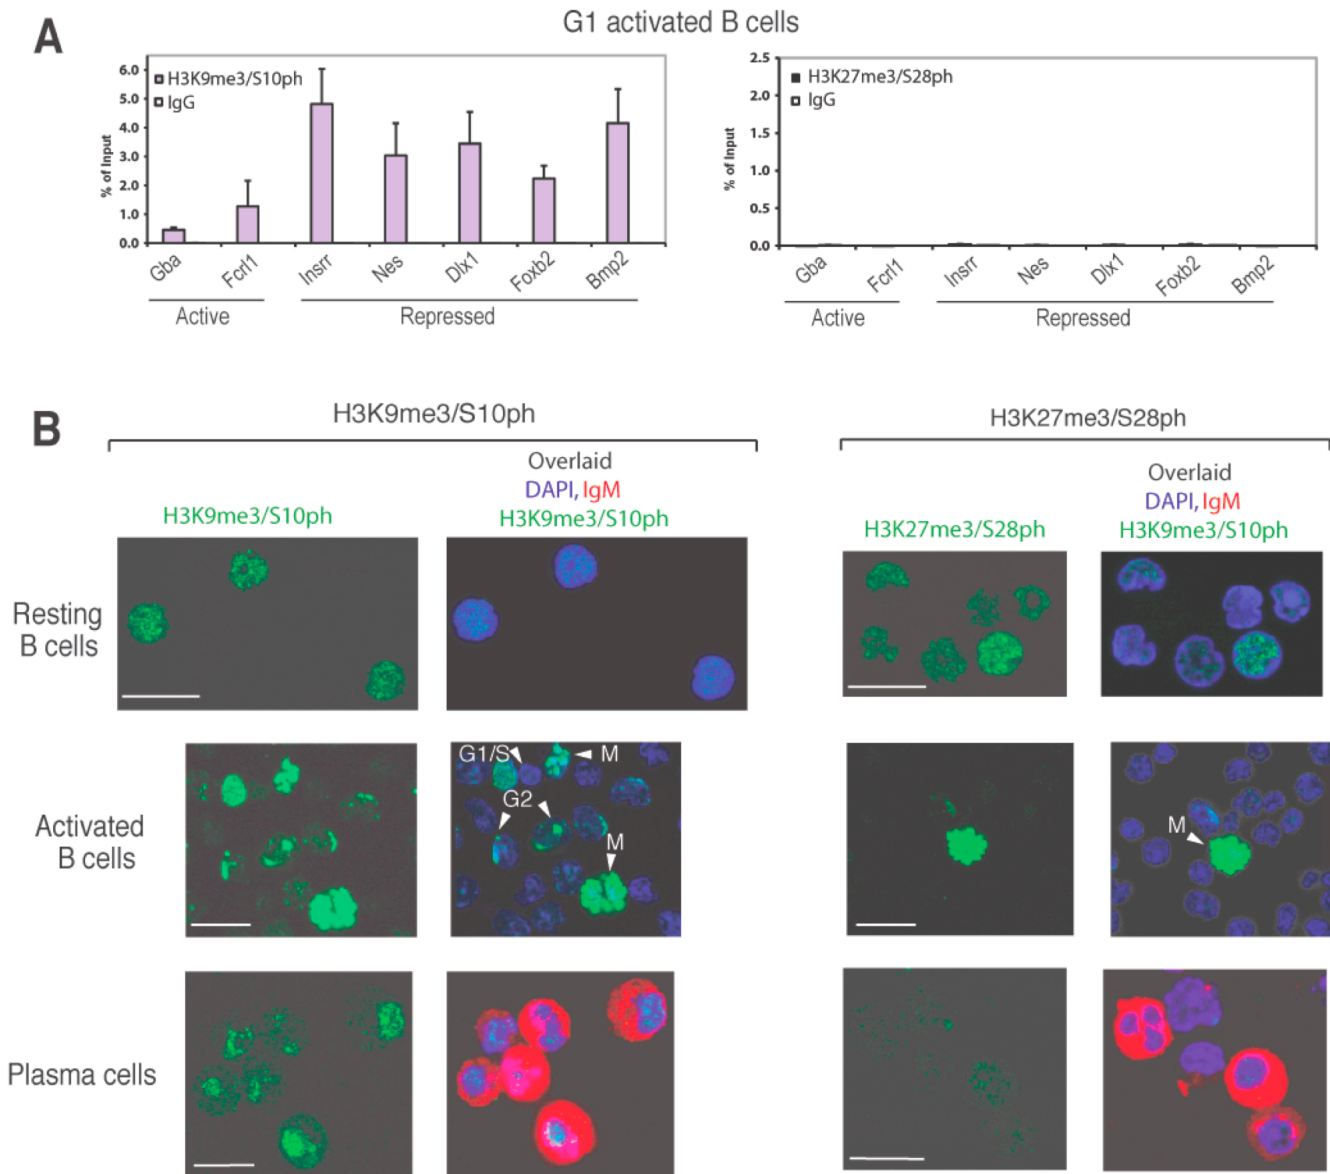 A
G1 activated B cells
H3K9me3/S10ph
IgG
% of Input
6.0
5.0
4.0
3.0
2.0
1.0
0.0
Gba
Fcrl1
Insrr
Nes
Dlx1
Foxb2
Bmp2
Active
Repressed
H3K27me3/S28ph
IgG
% of Input
2.5
2.0
1.5
1.0
0.5
0.0
Gba
Fcrl1
Insrr
Nes
Dlx1
Foxb2
Bmp2
Active
Repressed
B
H3K9me3/S10ph
H3K27me3/S28ph
H3K9me3/S10ph
Overlaid
DAPI, IgM
H3K9me3/S10ph
H3K27me3/S28ph
Overlaid
DAPI, IgM
H3K9me3/S10ph
Resting
B cells
Activated
B cells
G1/S
M
G2
M
M
Plasma cells